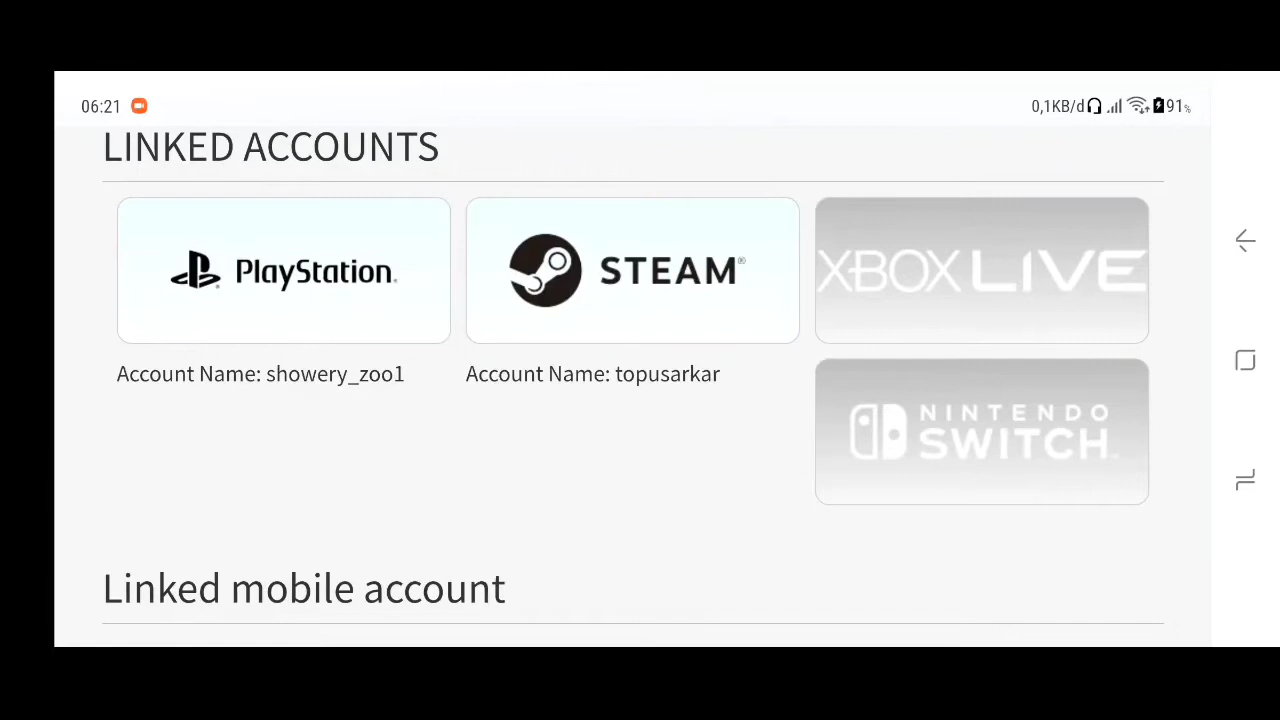 06:21
0,1KB/d 91%
LINKED ACCOUNTS
PlayStation®
STEAM®
XBOX LIVE
Account Name: showery_zoo1
Account Name: topusarkar
NINTENDO
SWITCH™
Linked mobile account